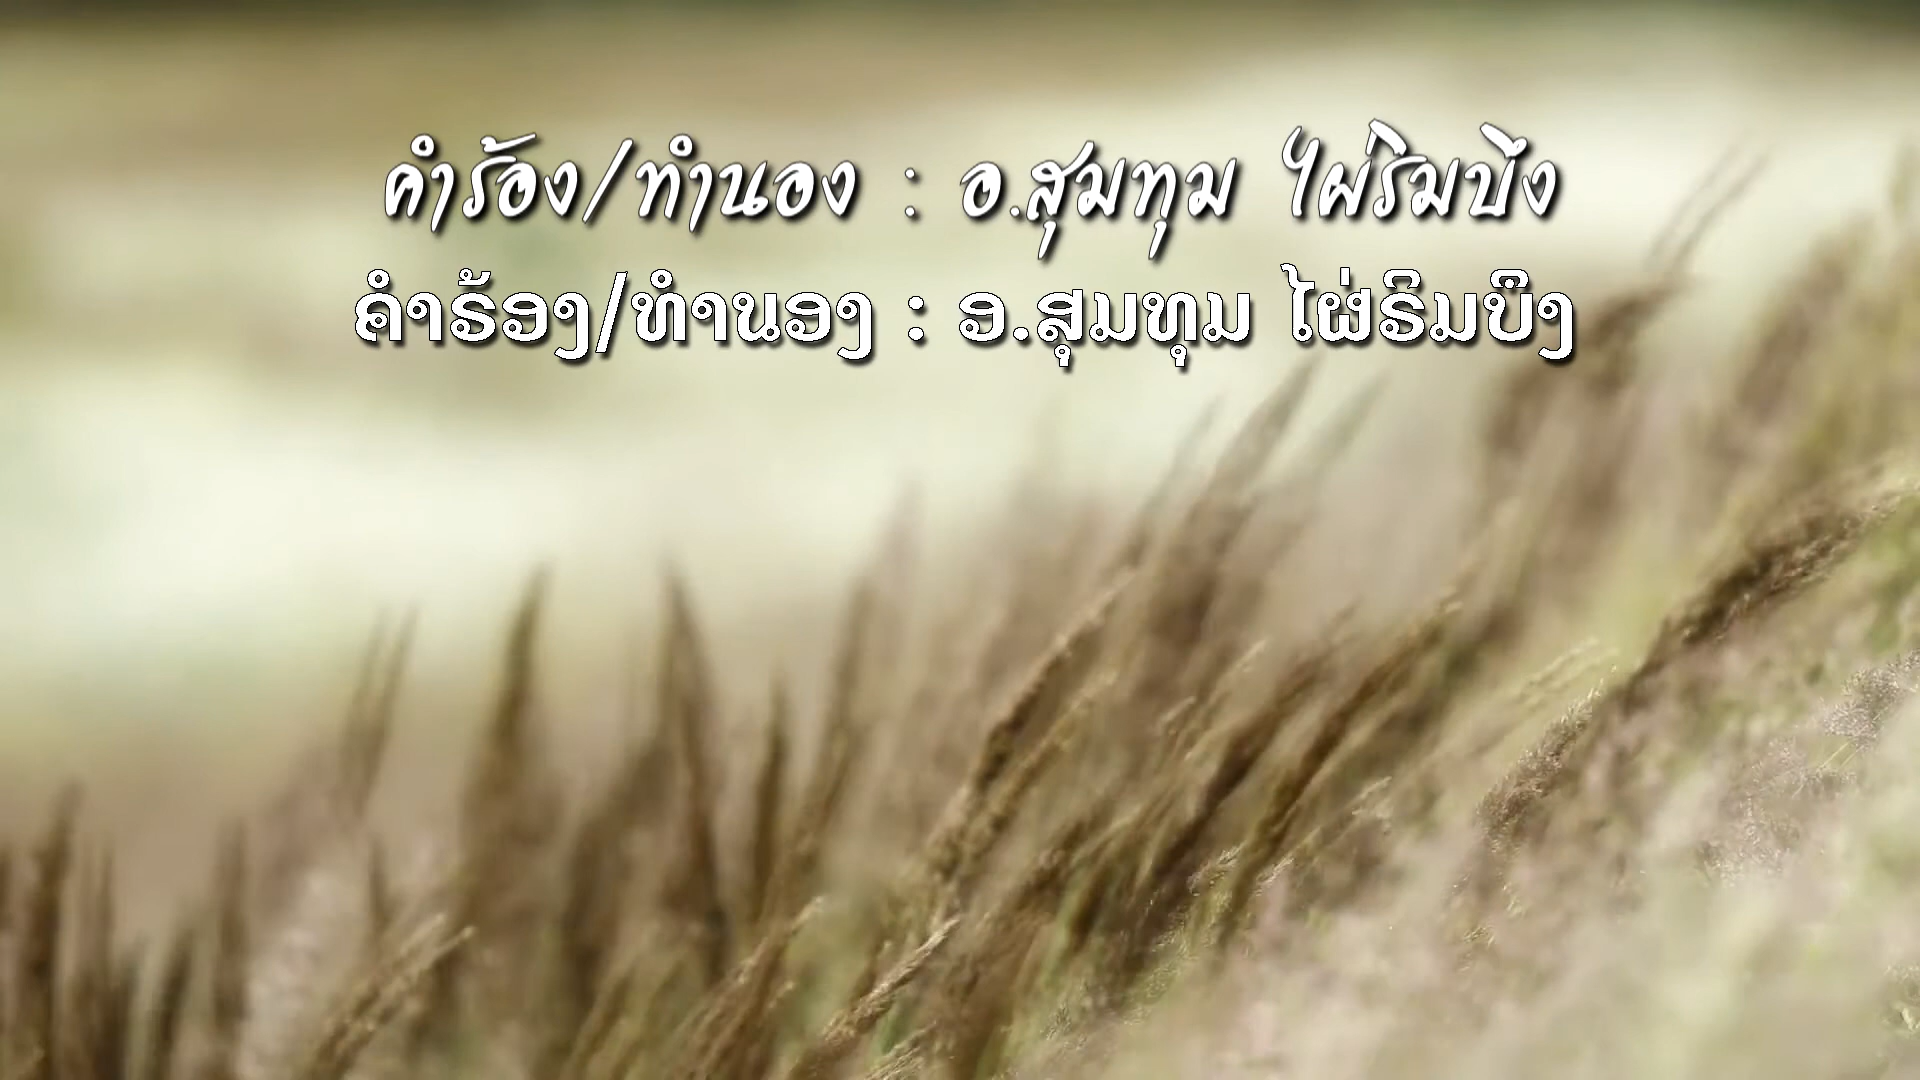 คำร้อง/ทำนอง : อ.สุมทุม ไผ่ริมบึง
ຄຳຣ້ອງ/ທຳນອງ : ອ.ສຸມທຸມ ໄຜ່ຣິມບຶງ